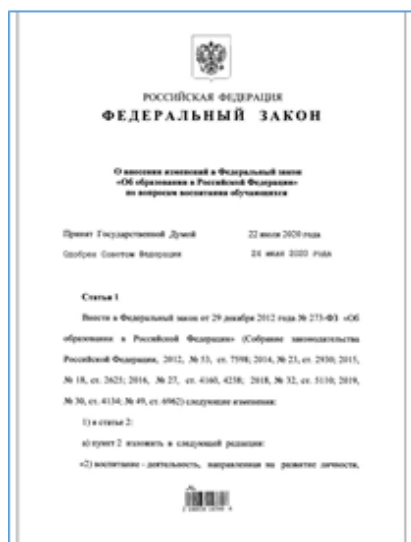 РОССИЙСКАЯ ФЕДЕРАЦИЯ
ФЕДЕРАЛЬНЫЙ ЗАКОН
О внесении изменений в Федеральный закон
«Об образовании в Российской Федерации»
по вопросам воспитания обучающихся
Принят Государственной Думой 22 июля 2020 года
Одобрен Советом Федерации 24 июля 2020 года
Статья 1
Внести в Федеральный закон от 29 декабря 2012 года № 273-ФЗ «Об
образовании в Российской Федерации» (Собрание законодательства
Российской Федерации, 2012, № 53, ст. 7598; 2014, № 23, ст. 2930; 2015,
№ 18, ст. 2625; 2016, № 27, ст. 4160, 4238; 2018, № 32, ст. 5110; 2019,
№ 30, ст. 4134; № 49, ст. 6962) следующие изменения:
1) в статье 2:
а) пункт 2 изложить в следующей редакции:
«2) воспитание - деятельность, направленная на развитие личности,